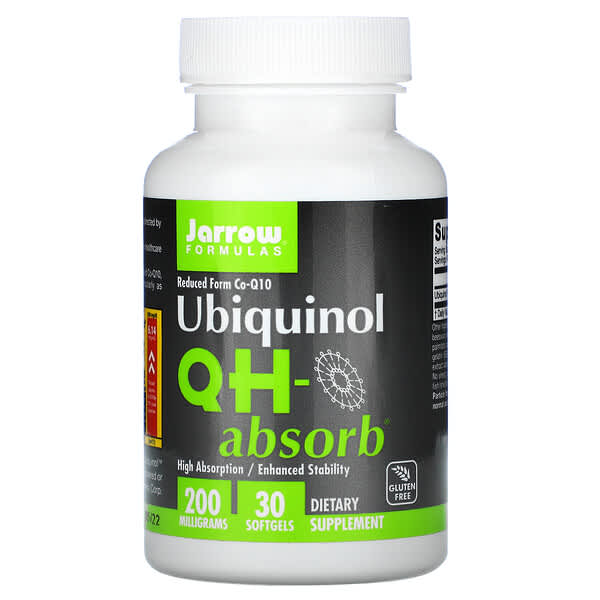 Jarrow
FORMULAS®
Reduced Form Co-Q10
Ubiquinol
QH-
absorb®
High Absorption / Enhanced Stability
200
MILLIGRAMS
30
SOFTGELS
DIETARY
SUPPLEMENT
GLUTEN
FREE